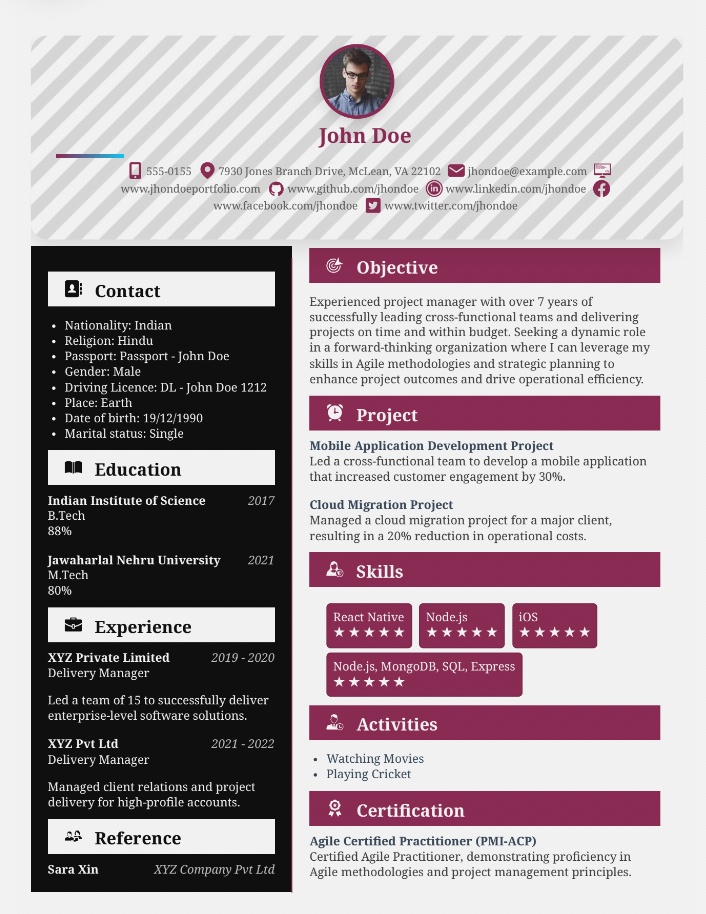 John Doe
555-0155 7930 Jones Branch Drive, McLean, VA 22102 jhondoe@example.com
www.jhondoeportfolio.com www.github.com/jhondoe www.linkedin.com/jhondoe
www.facebook.com/jhondoe www.twitter.com/jhondoe
Contact
• Nationality: Indian
• Religion: Hindu
• Passport: Passport - John Doe
• Gender: Male
• Driving Licence: DL - John Doe 1212
• Place: Earth
• Date of birth: 19/12/1990
• Marital status: Single
Education
Indian Institute of Science 2017
B.Tech
88%
Jawaharlal Nehru University 2021
M.Tech
80%
Experience
XYZ Private Limited 2019 - 2020
Delivery Manager
Led a team of 15 to successfully deliver
enterprise-level software solutions.
XYZ Pvt Ltd 2021 - 2022
Delivery Manager
Managed client relations and project
delivery for high-profile accounts.
Reference
Sara Xin XYZ Company Pvt Ltd
Objective
Experienced project manager with over 7 years of
successfully leading cross-functional teams and delivering
projects on time and within budget. Seeking a dynamic role
in a forward-thinking organization where I can leverage my
skills in Agile methodologies and strategic planning to
enhance project outcomes and drive operational efficiency.
Project
Mobile Application Development Project
Led a cross-functional team to develop a mobile application
that increased customer engagement by 30%.
Cloud Migration Project
Managed a cloud migration project for a major client,
resulting in a 20% reduction in operational costs.
Skills
React Native Node.js iOS
★★★★★ ★★★★★ ★★★★★
Node.js, MongoDB, SQL, Express
★★★★★
Activities
• Watching Movies
• Playing Cricket
Certification
Agile Certified Practitioner (PMI-ACP)
Certified Agile Practitioner, demonstrating proficiency in
Agile methodologies and project management principles.